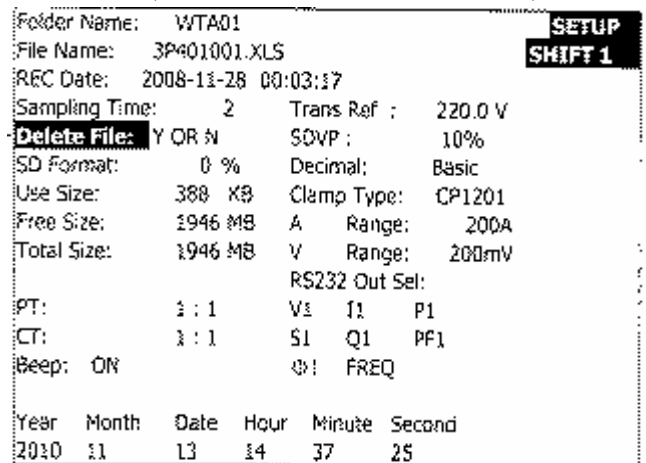 Folder Name: WTA01 SETUP
File Name: 3P401001.XLS SHIFT 1
REC Date: 2008-11-28 00:03:17
Sampling Time: 2 Trans Ref : 220.0 V
Delete File: Y OR N SDVP : 10%
SD Format: 0 % Decimal: Basic
Use Size: 388 KB Clamp Type: CP1201
Free Size: 1946 MB A Range: 200A
Total Size: 1946 MB V Range: 200mV
RS232 Out Sel:
PT: 1 : 1 V1 I1 P1
CT: 1 : 1 S1 Q1 PF1
Beep: ON Φ1 FREQ
Year Month Date Hour Minute Second
2010 11 13 14 37 25